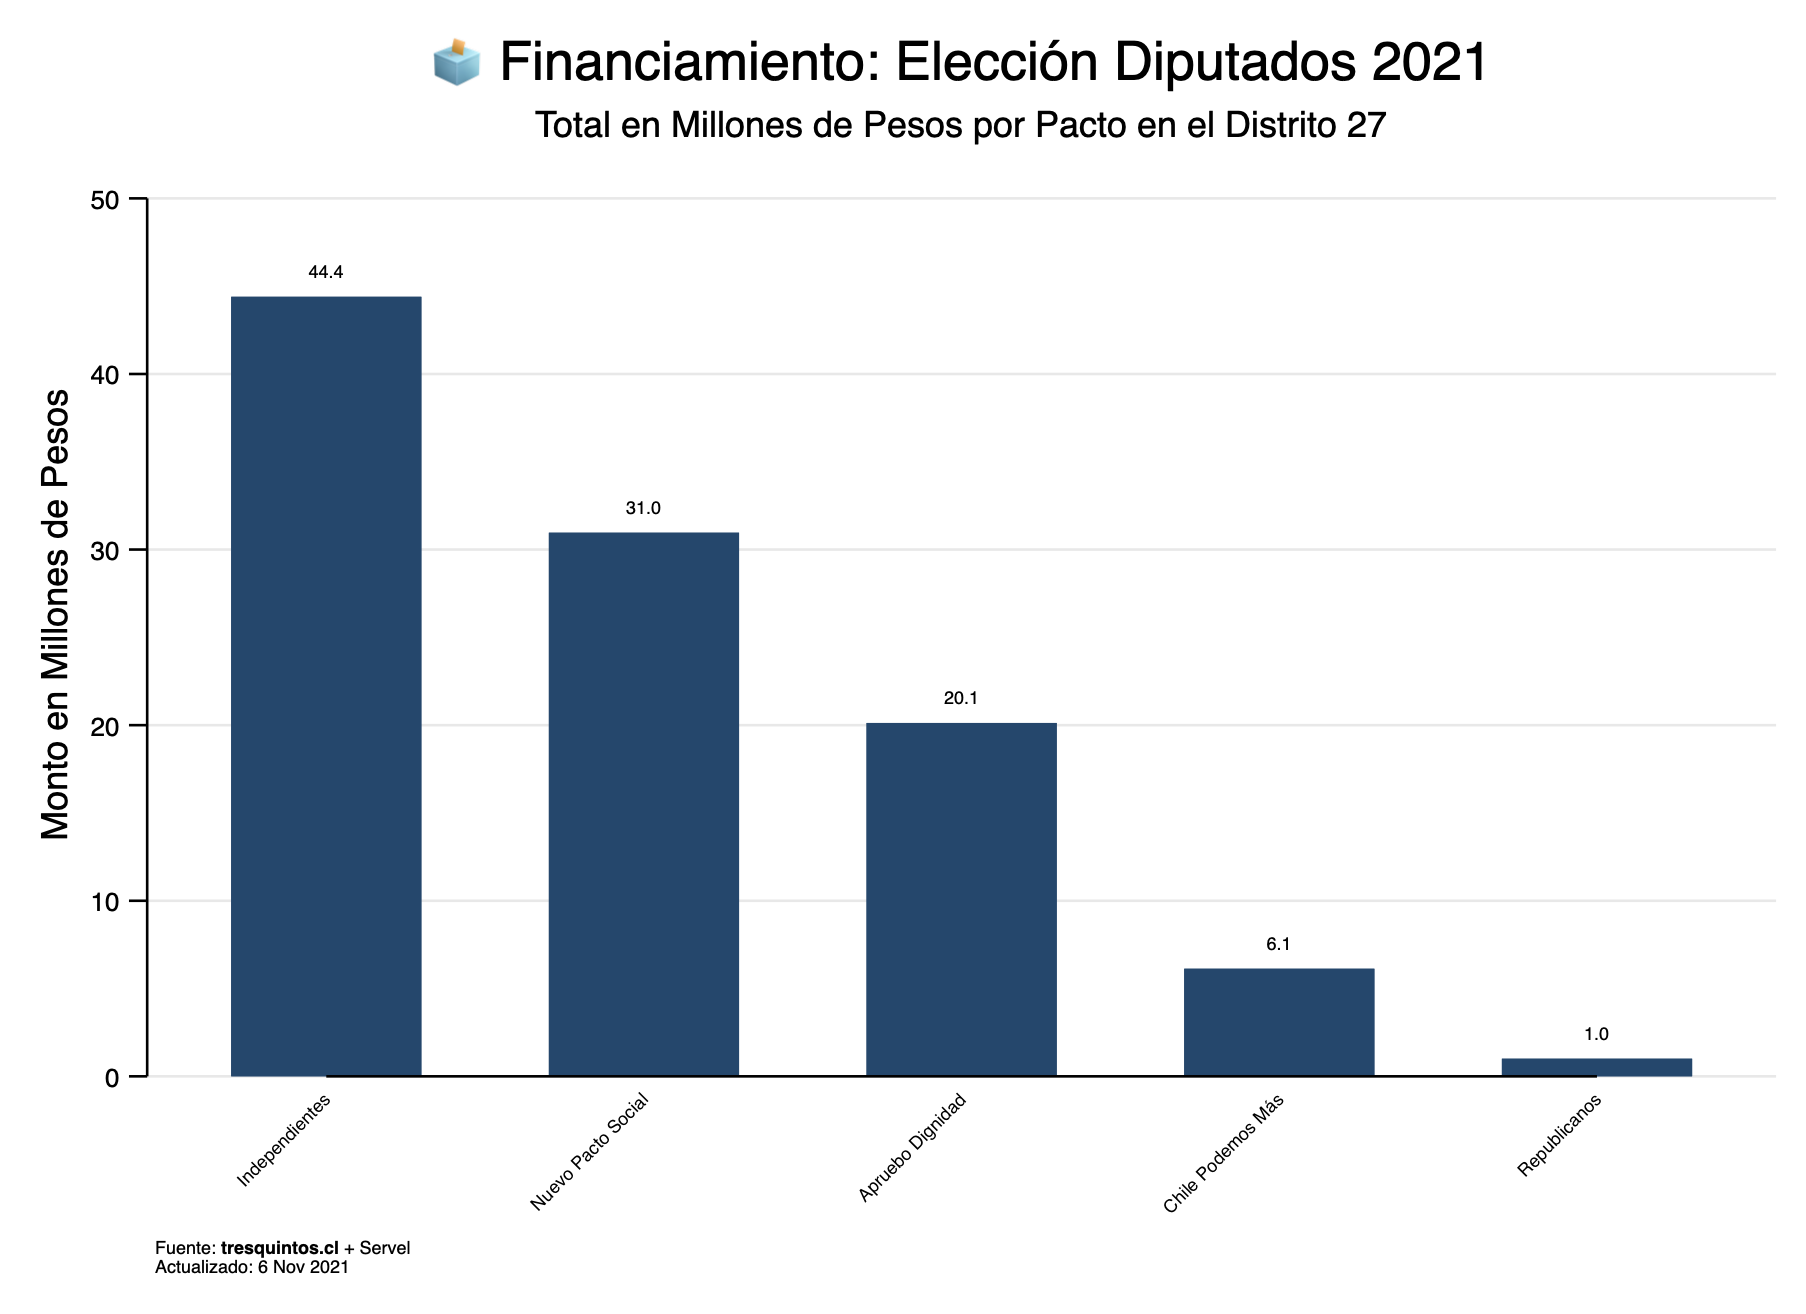 Financiamiento: Elección Diputados 2021
Total en Millones de Pesos por Pacto en el Distrito 27
Monto en Millones de Pesos
50
40
30
20
10
0
44.4
31.0
20.1
6.1
1.0
Independientes
Nuevo Pacto Social
Apruebo Dignidad
Chile Podemos Más
Republicanos
Fuente: tresquintos.cl + Servel
Actualizado: 6 Nov 2021